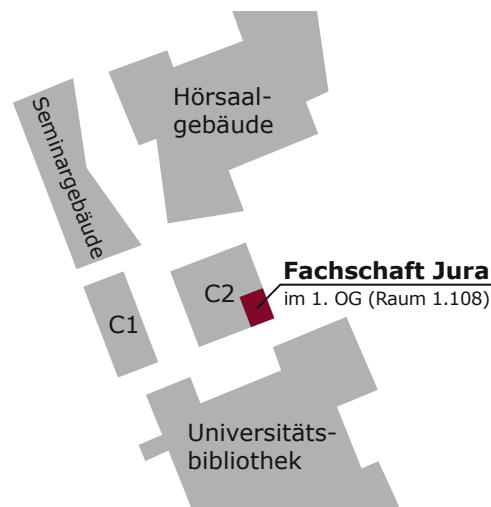 Hörsaal-
gebäude
Seminargebäude
Fachschaft Jura
im 1. OG (Raum 1.108)
C2
C1
Universitäts-
bibliothek